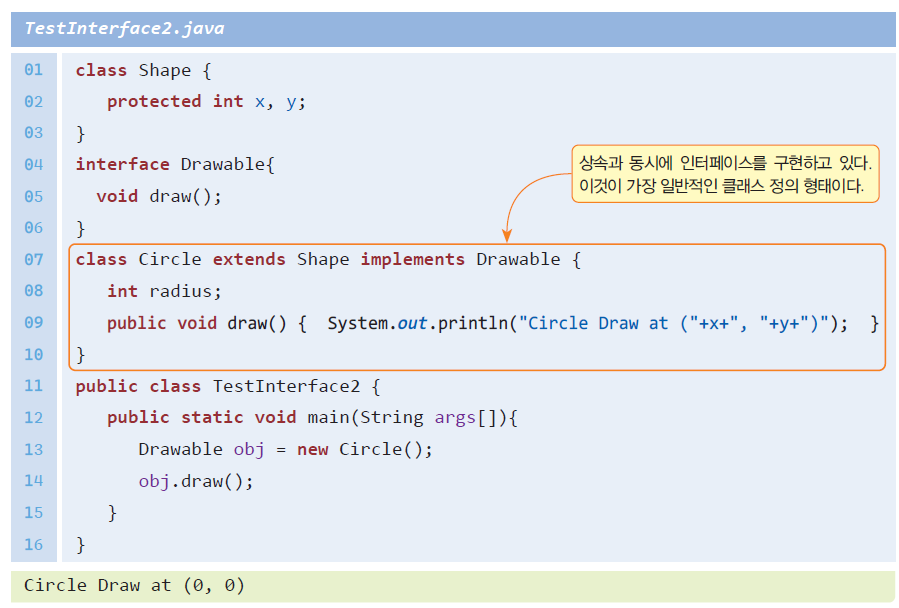 TestInterface2.java
01 class Shape {
02    protected int x, y;
03 }
04 interface Drawable{
05   void draw();
06 }
상속과 동시에 인터페이스를 구현하고 있다.
이것이 가장 일반적인 클래스 정의 형태이다.
07 class Circle extends Shape implements Drawable {
08    int radius;
09    public void draw() {  System.out.println("Circle Draw at ("+x+", "+y+")");  }
10 }
11 public class TestInterface2 {
12    public static void main(String args[]){
13       Drawable obj = new Circle();
14       obj.draw();
15    }
16 }
Circle Draw at (0, 0)